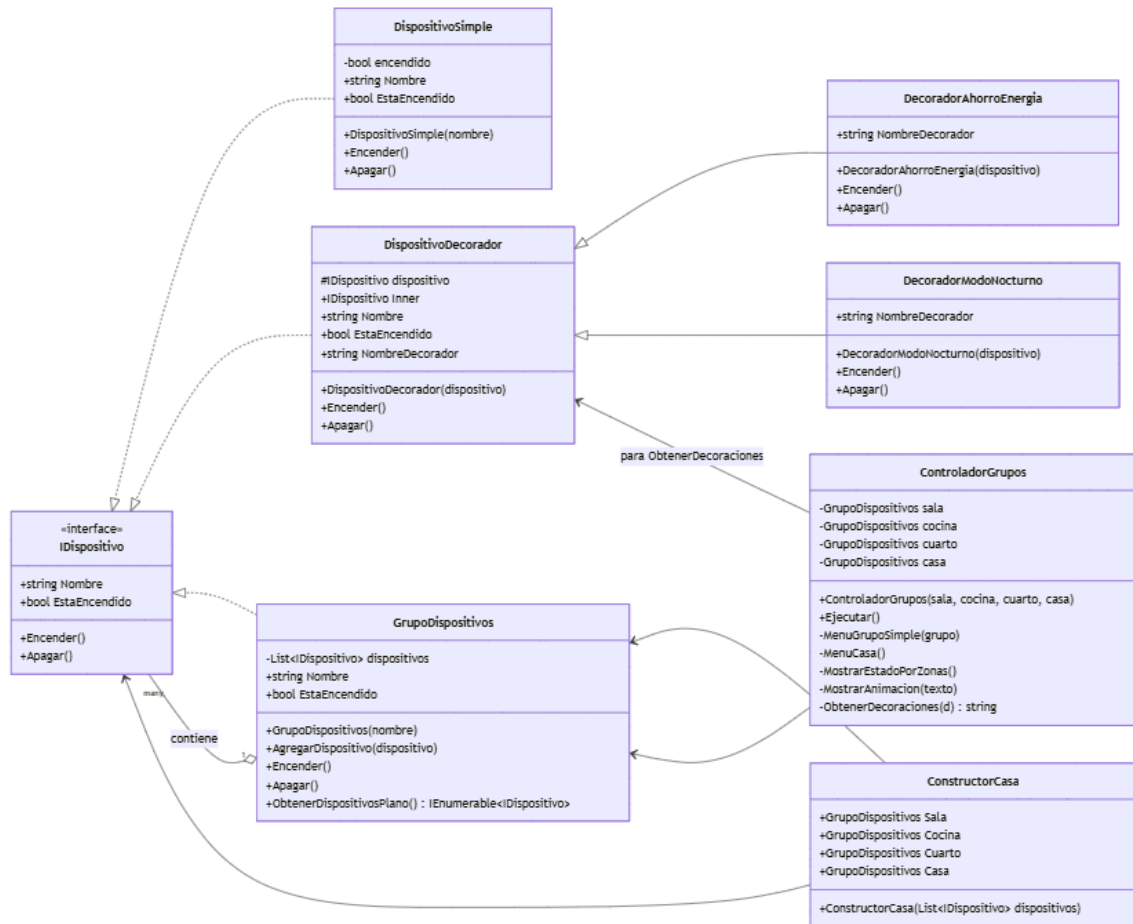 DispositivoSimple
-bool encendido
+string Nombre
+bool EstaEncendido
+DispositivoSimple(nombre)
+Encender()
+Apagar()
DecoradorAhorroEnergia
+string NombreDecorador
+DecoradorAhorroEnergia(dispositivo)
+Encender()
+Apagar()
DispositivoDecorador
#IDispositivo dispositivo
+IDispositivo Inner
+string Nombre
+bool EstaEncendido
+string NombreDecorador
+DispositivoDecorador(dispositivo)
+Encender()
+Apagar()
DecoradorModoNocturno
+string NombreDecorador
+DecoradorModoNocturno(dispositivo)
+Encender()
+Apagar()
para ObtenerDecoraciones
ControladorGrupos
-GrupoDispositivos sala
-GrupoDispositivos cocina
-GrupoDispositivos cuarto
-GrupoDispositivos casa
+ControladorGrupos(sala, cocina, cuarto, casa)
+Ejecutar()
-MenuGrupoSimple(grupo)
-MenuCasa()
-MostrarEstadoPorZonas()
-MostrarAnimacion(texto)
-ObtenerDecoraciones(d) : string
«interface»
IDispositivo
+string Nombre
+bool EstaEncendido
+Encender()
+Apagar()
many
contiene
1
GrupoDispositivos
-List<IDispositivo> dispositivos
+string Nombre
+bool EstaEncendido
+GrupoDispositivos(nombre)
+AgregarDispositivo(dispositivo)
+Encender()
+Apagar()
+ObtenerDispositivosPlano() : IEnumerable<IDispositivo>
ConstructorCasa
+GrupoDispositivos Sala
+GrupoDispositivos Cocina
+GrupoDispositivos Cuarto
+GrupoDispositivos Casa
+ConstructorCasa(List<IDispositivo> dispositivos)